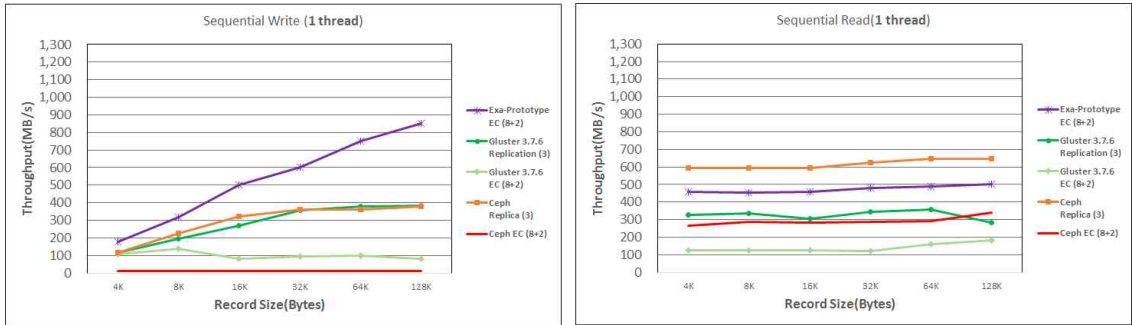 Sequential Write (1 thread)
1,300
1,200
1,100
1,000
900
800
700
600
500
400
300
200
100
0
Throughput(MB/s)
4K
8K
16K
32K
64K
128K
Record Size(Bytes)
Exa-Prototype
EC (8+2)
Gluster 3.7.6
Replication (3)
Gluster 3.7.6
EC (8+2)
Ceph
Replica (3)
Ceph EC (8+2)
Sequential Read(1 thread)
1,300
1,200
1,100
1,000
900
800
700
600
500
400
300
200
100
0
Throughput(MB/s)
4K
8K
16K
32K
64K
128K
Record Size(Bytes)
Exa-Prototype
EC (8+2)
Gluster 3.7.6
Replication (3)
Gluster 3.7.6
EC (8+2)
Ceph
Replica (3)
Ceph EC (8+2)